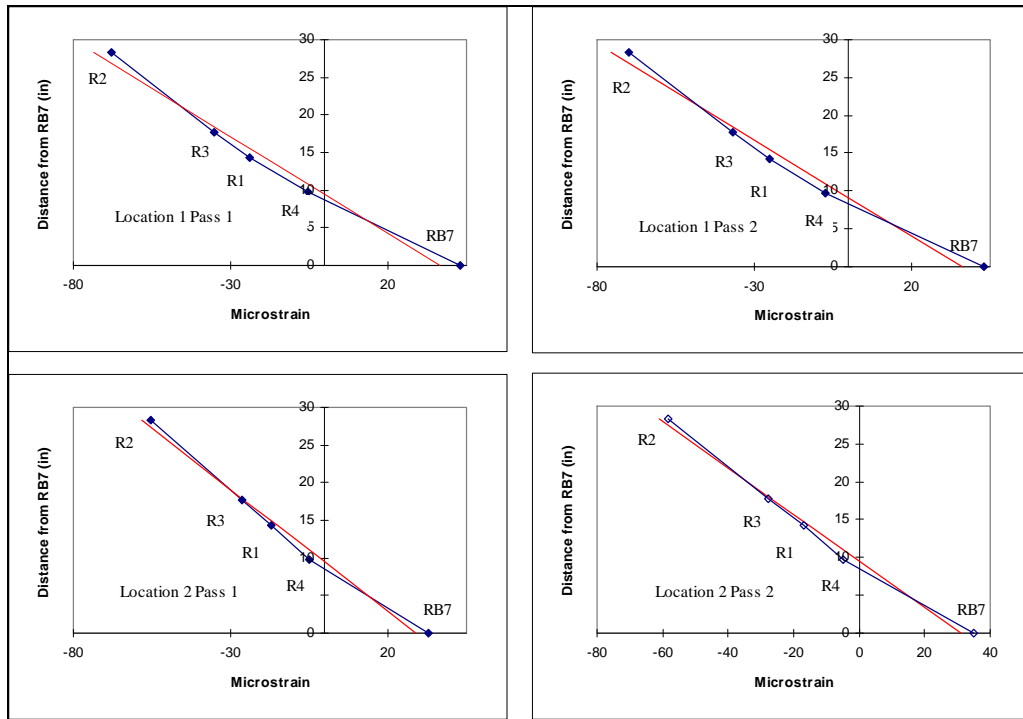 30
25
20
15
10
5
0
-80
-30
20
Microstrain
Distance from RB7 (in)
R2
R3
R1
R4
RB7
Location 1 Pass 1
30
25
20
15
10
5
0
-80
-30
20
Microstrain
Distance from RB7 (in)
R2
R3
R1
R4
RB7
Location 1 Pass 2
30
25
20
15
10
5
0
-80
-30
20
Microstrain
Distance from RB7 (in)
R2
R3
R1
R4
RB7
Location 2 Pass 1
30
25
20
15
10
5
0
-80
-60
-40
-20
0
20
40
Microstrain
Distance from RB7 (in)
R2
R3
R1
R4
RB7
Location 2 Pass 2